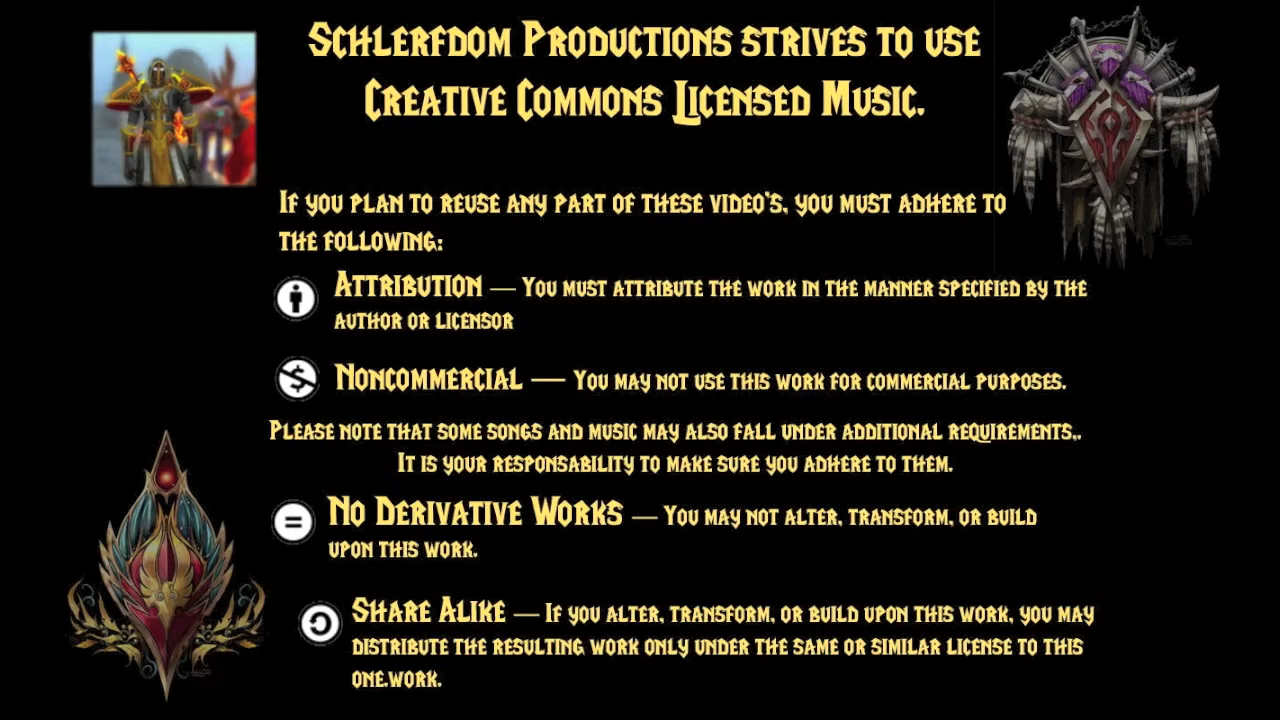 Schlerfdom Productions strives to use
Creative Commons Licensed Music.
If you plan to reuse any part of these video's, you must adhere to
the following:
Attribution — You must attribute the work in the manner specified by the
author or licensor
Noncommercial — You may not use this work for commercial purposes.
Please note that some songs and music may also fall under additional requirements,.
It is your responsability to make sure you adhere to them.
No Derivative Works — You may not alter, transform, or build
upon this work.
Share Alike — If you alter, transform, or build upon this work, you may
distribute the resulting work only under the same or similar license to this
one.work.